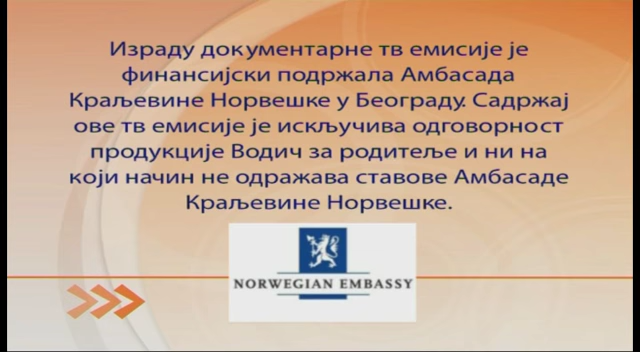 Израду документарне тв емисије је
финансијски подржала Амбасада
Краљевине Норвешке у Београду. Садржај
ове тв емисије је искључива одговорност
продукције Водич за родитеље и ни на
који начин не одражава ставове Амбасаде
Краљевине Норвешке.
NORWEGIAN EMBASSY